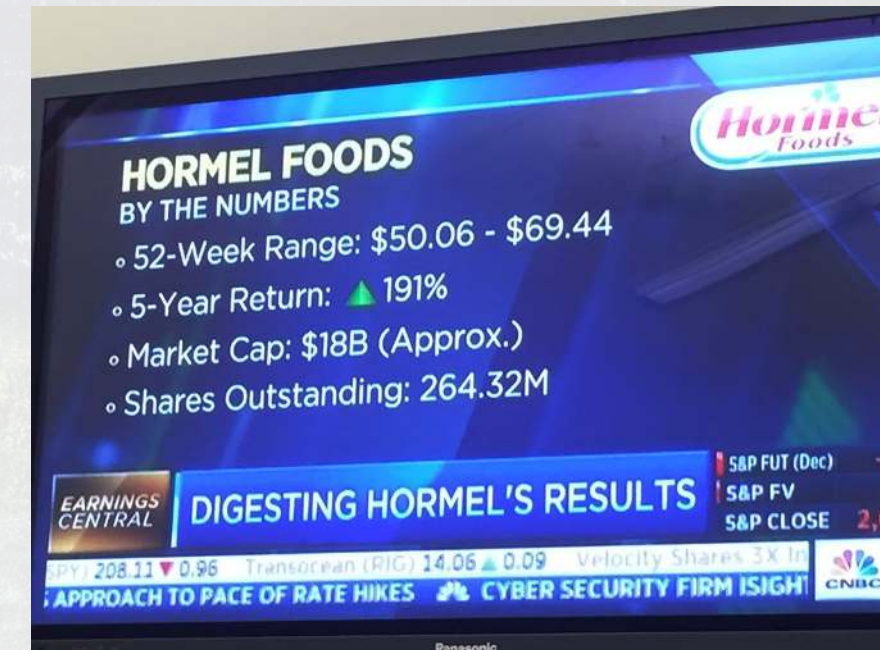 Hormel
Foods
HORMEL FOODS
BY THE NUMBERS
◦ 52-Week Range: $50.06 - $69.44
◦ 5-Year Return: ▲ 191%
◦ Market Cap: $18B (Approx.)
◦ Shares Outstanding: 264.32M
EARNINGS
CENTRAL
DIGESTING HORMEL'S RESULTS
S&P FUT (Dec)
S&P FV
S&P CLOSE 2,
SPY) 208.11 ▼ 0.96 Transocean (RIG) 14.06 ▲ 0.09 Velocity Shares 3X In
APPROACH TO PACE OF RATE HIKES CYBER SECURITY FIRM ISIGHT
CNBC
Panasonic